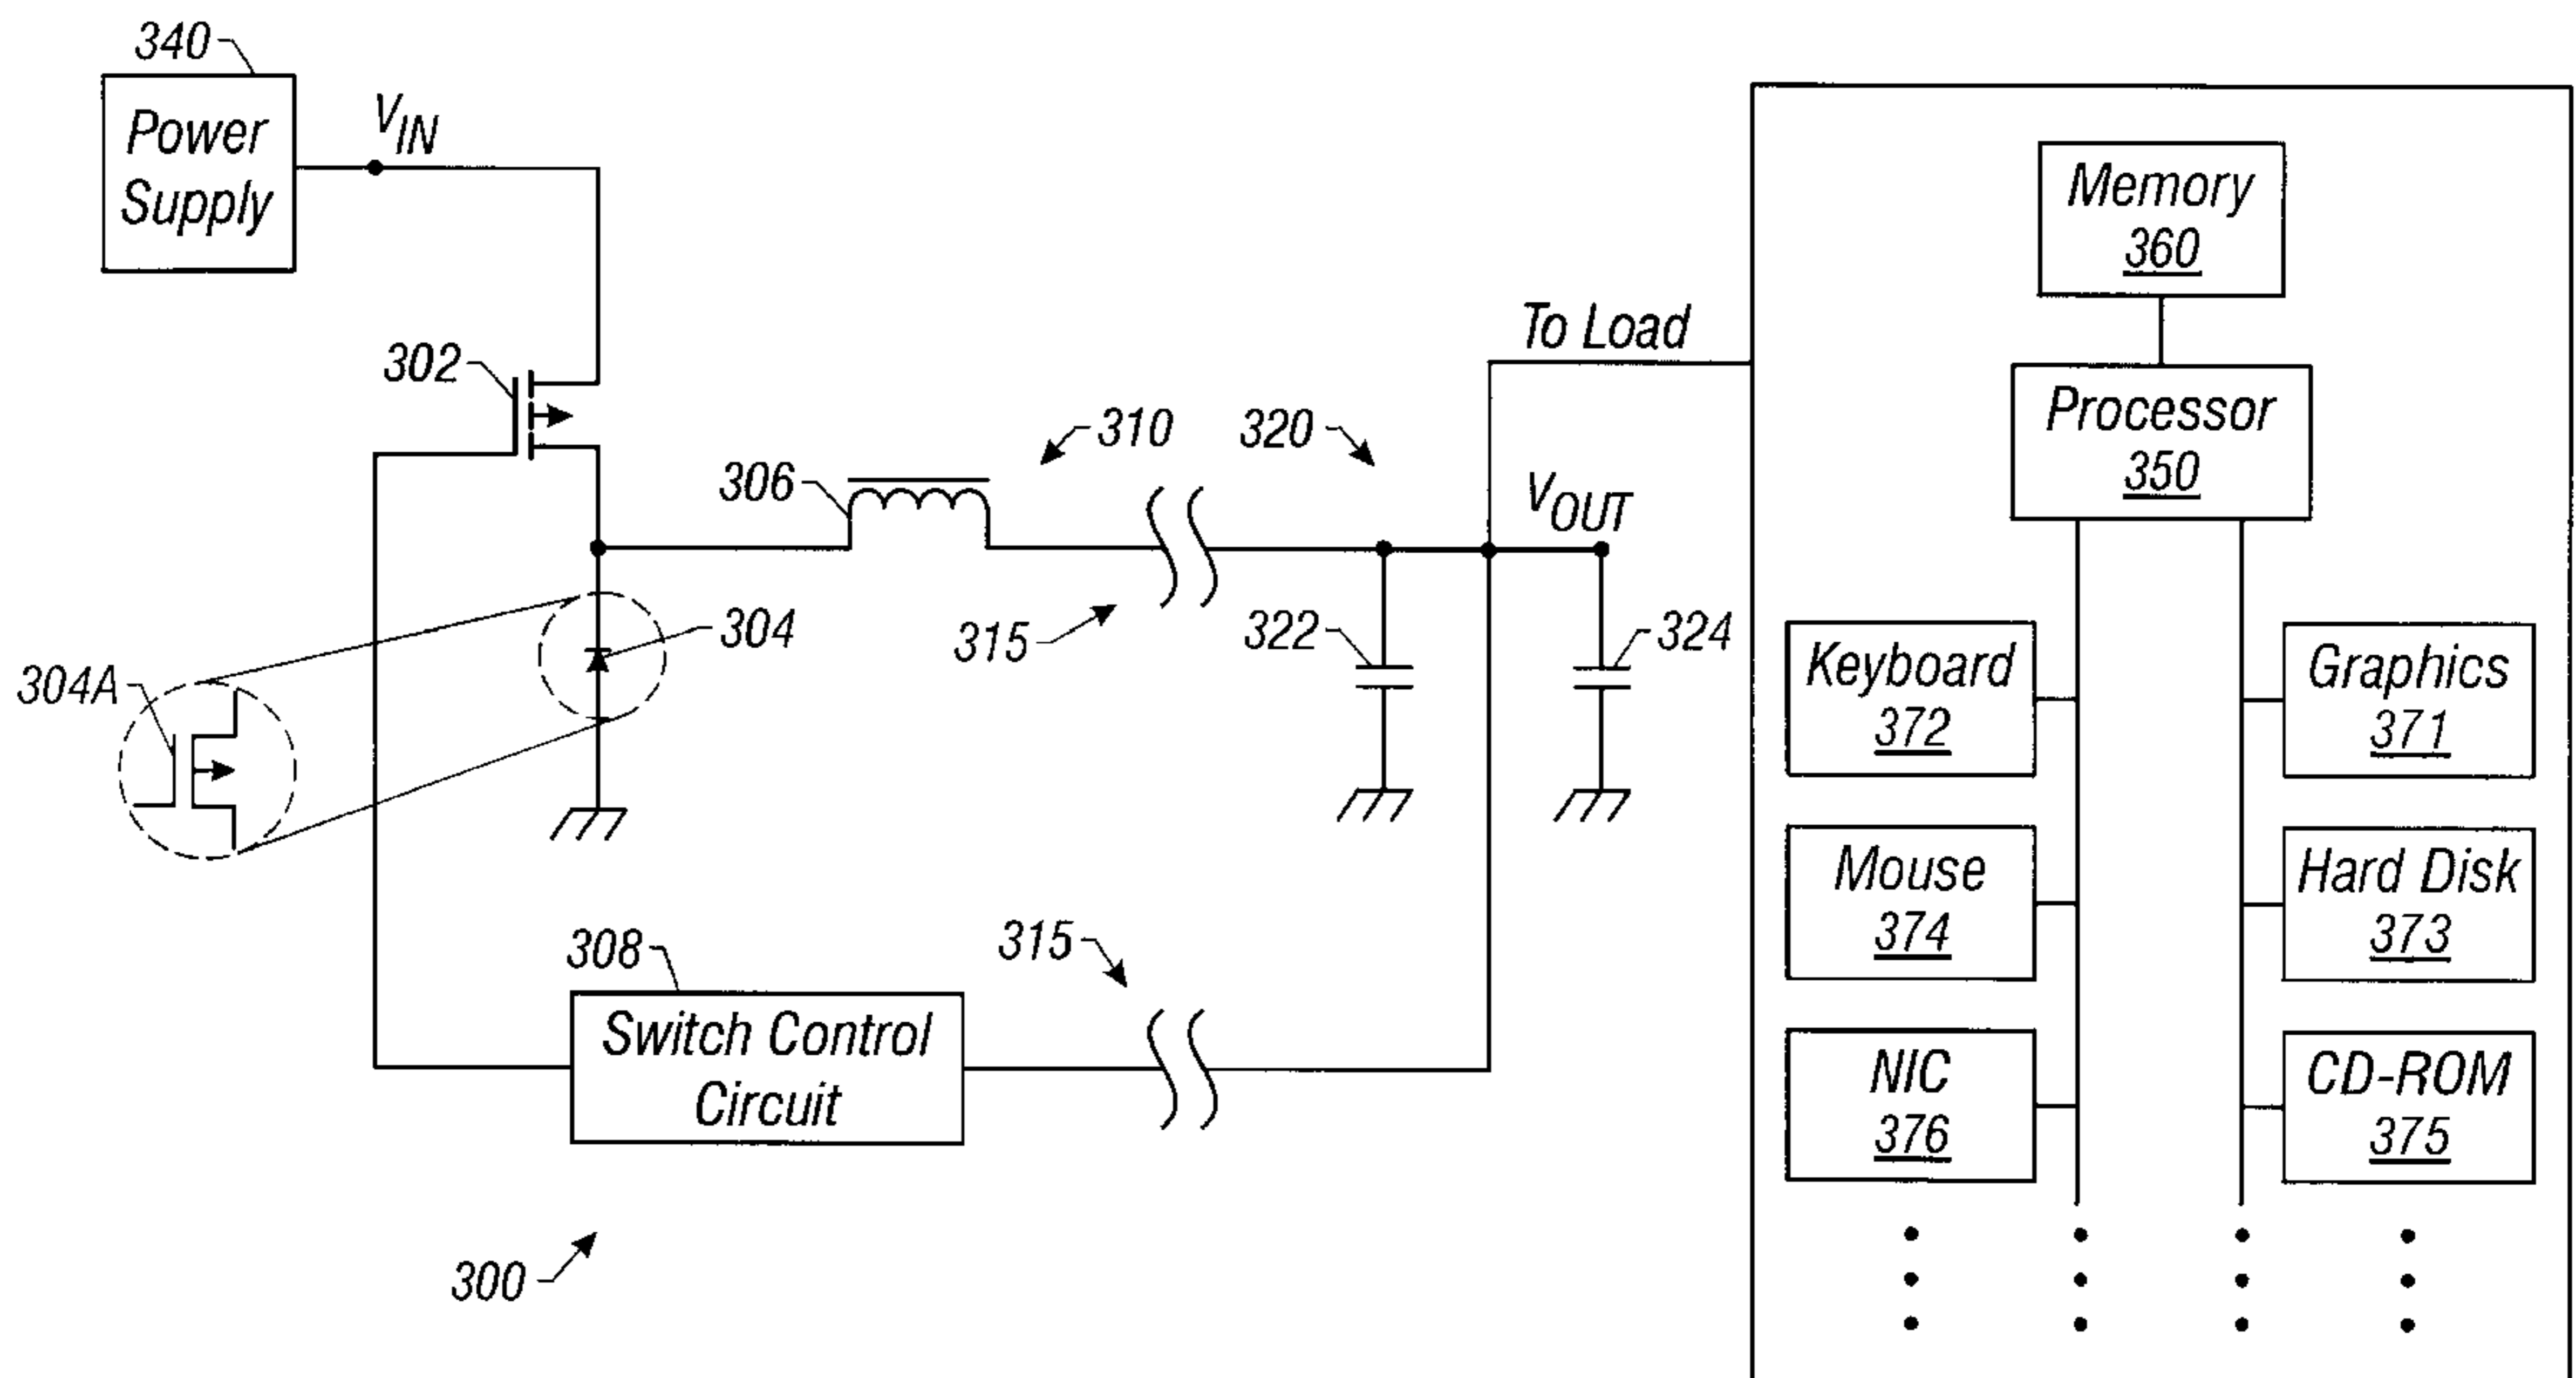 340
Power
Supply
VIN
302
306
310
320
To Load
VOUT
304
304A
315
322
324
308
315
Switch Control
Circuit
300
Memory
360
Processor
350
Keyboard
372
Graphics
371
Mouse
374
Hard Disk
373
NIC
376
CD-ROM
375